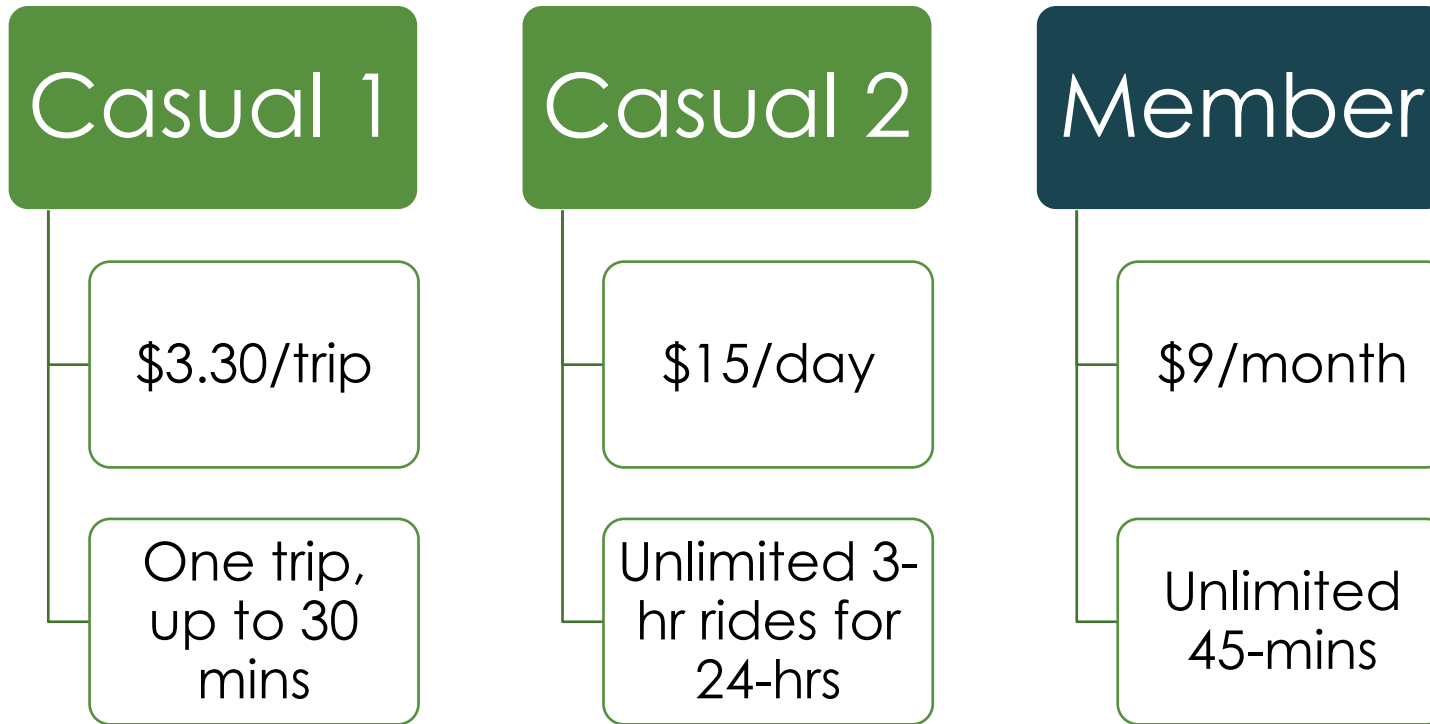 Casual 1
$3.30/trip
One trip,
up to 30
mins
Casual 2
$15/day
Unlimited 3-
hr rides for
24-hrs
Member
$9/month
Unlimited
45-mins